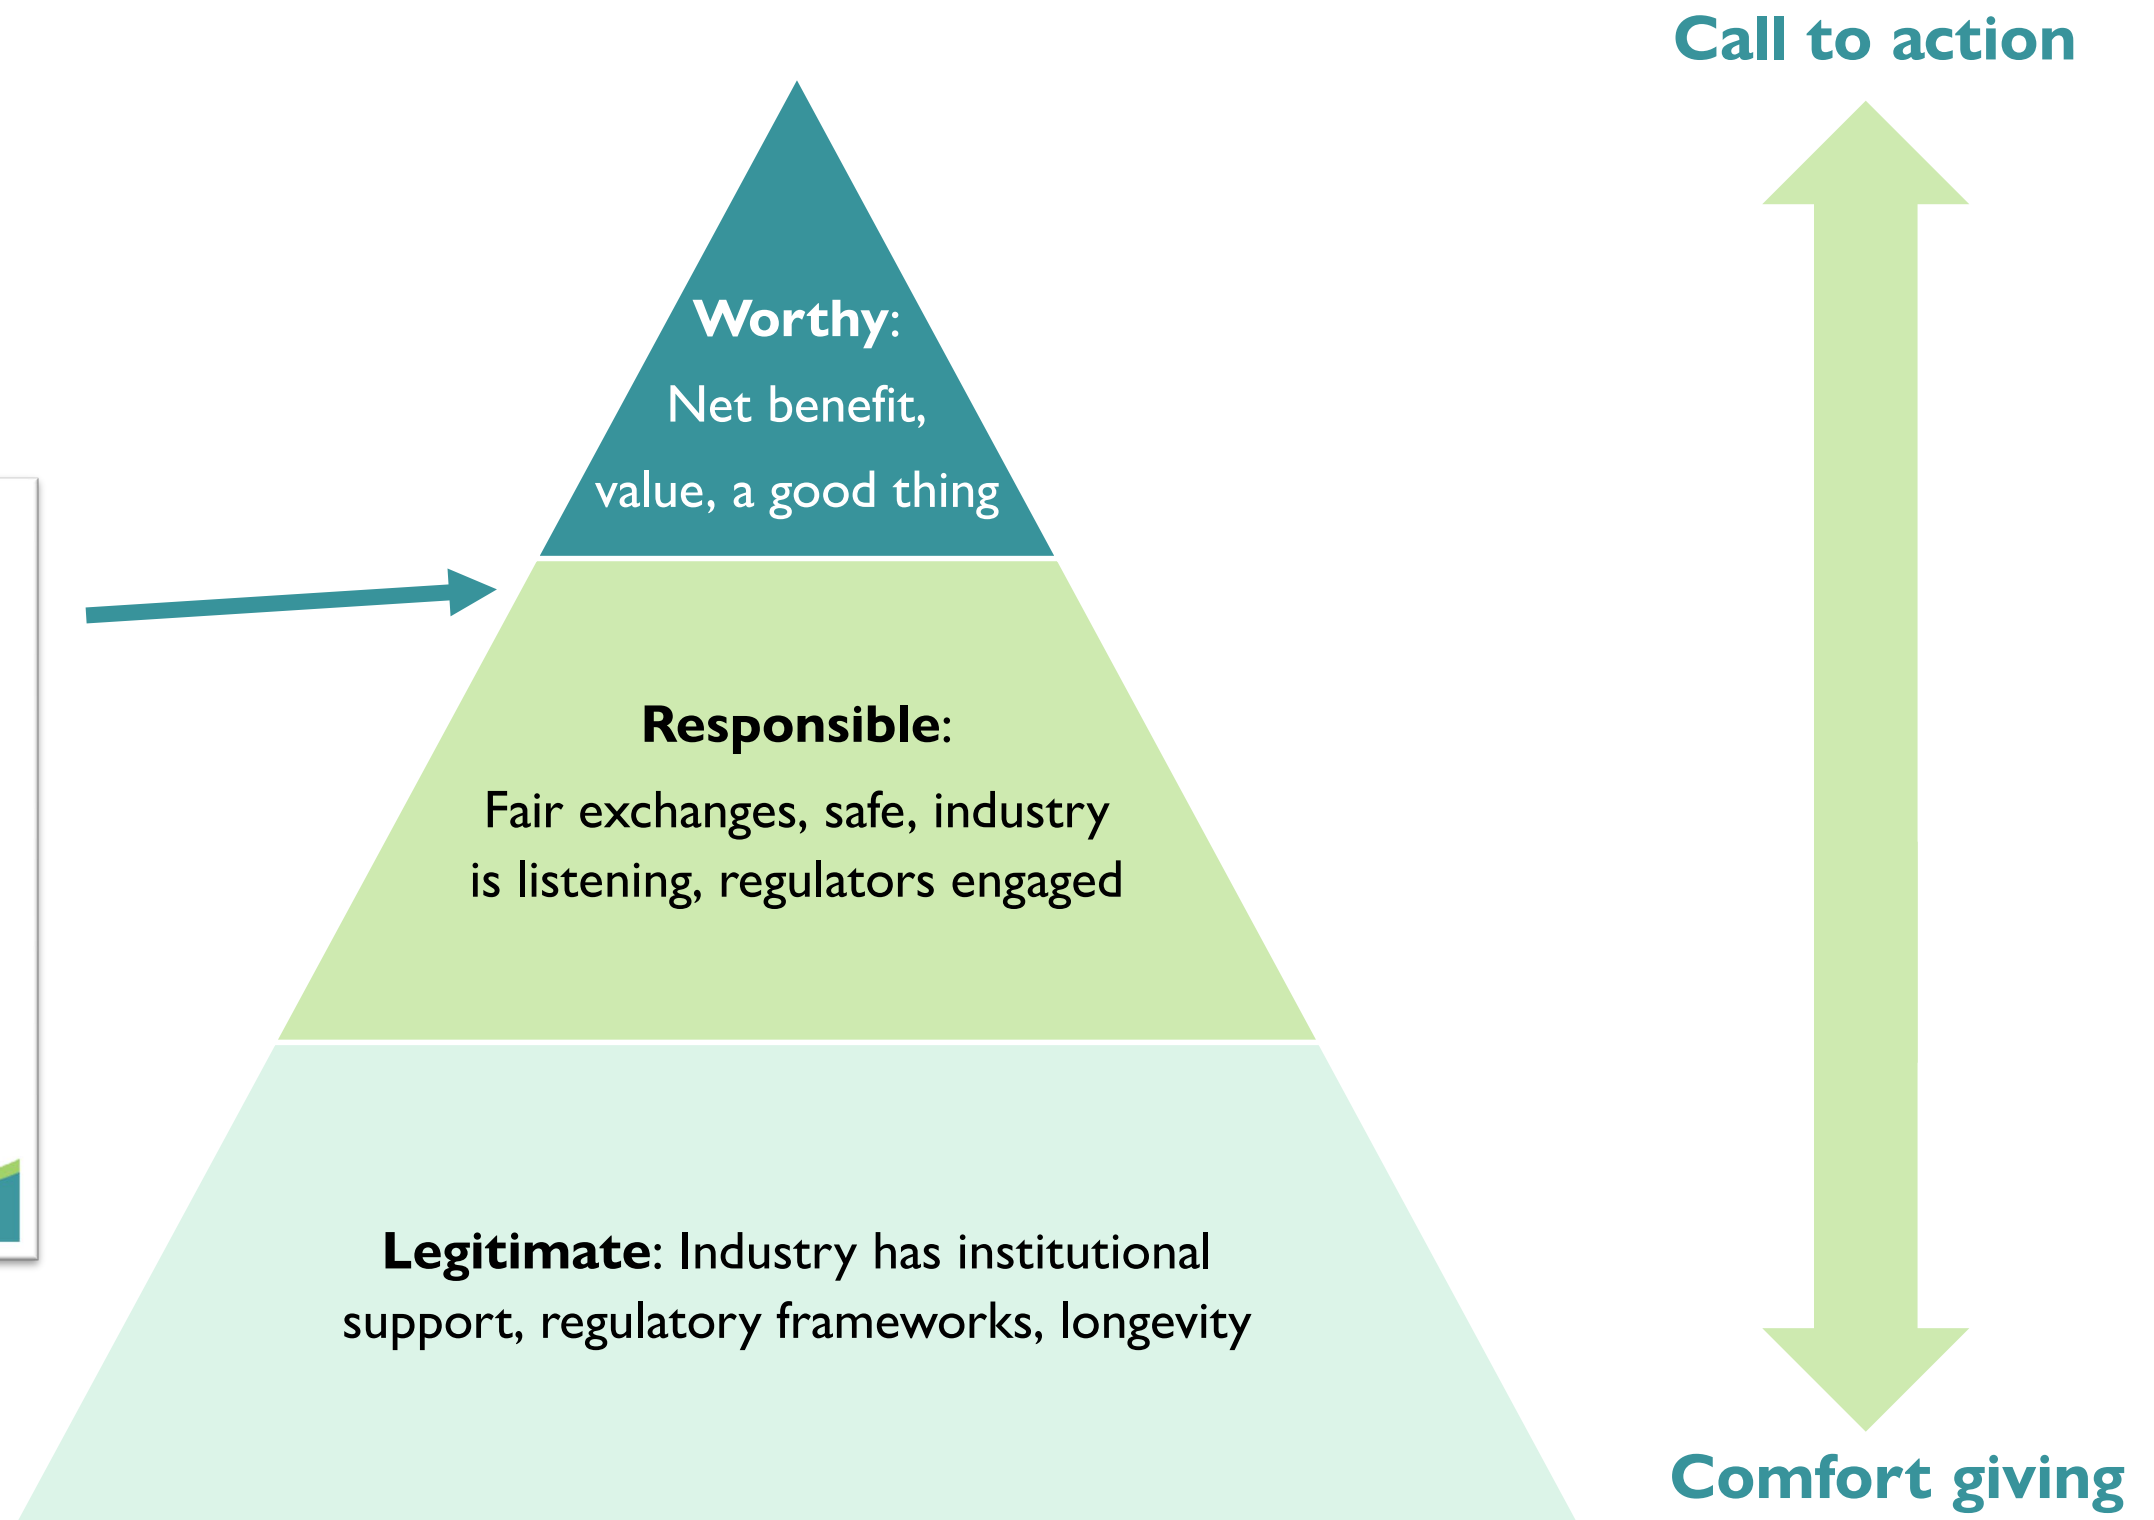 Call to action
Worthy:
Net benefit,
value, a good thing
Responsible:
Fair exchanges, safe, industry
is listening, regulators engaged
Legitimate: Industry has institutional
support, regulatory frameworks, longevity
Comfort giving